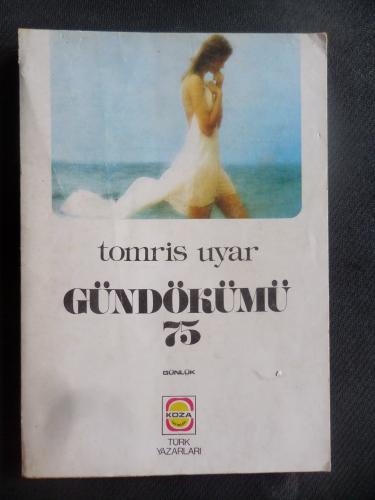 tomris uyar
GÜNDÖKÜMÜ
75
GÜNLÜK
KOZA
TÜRK
YAZARLARI